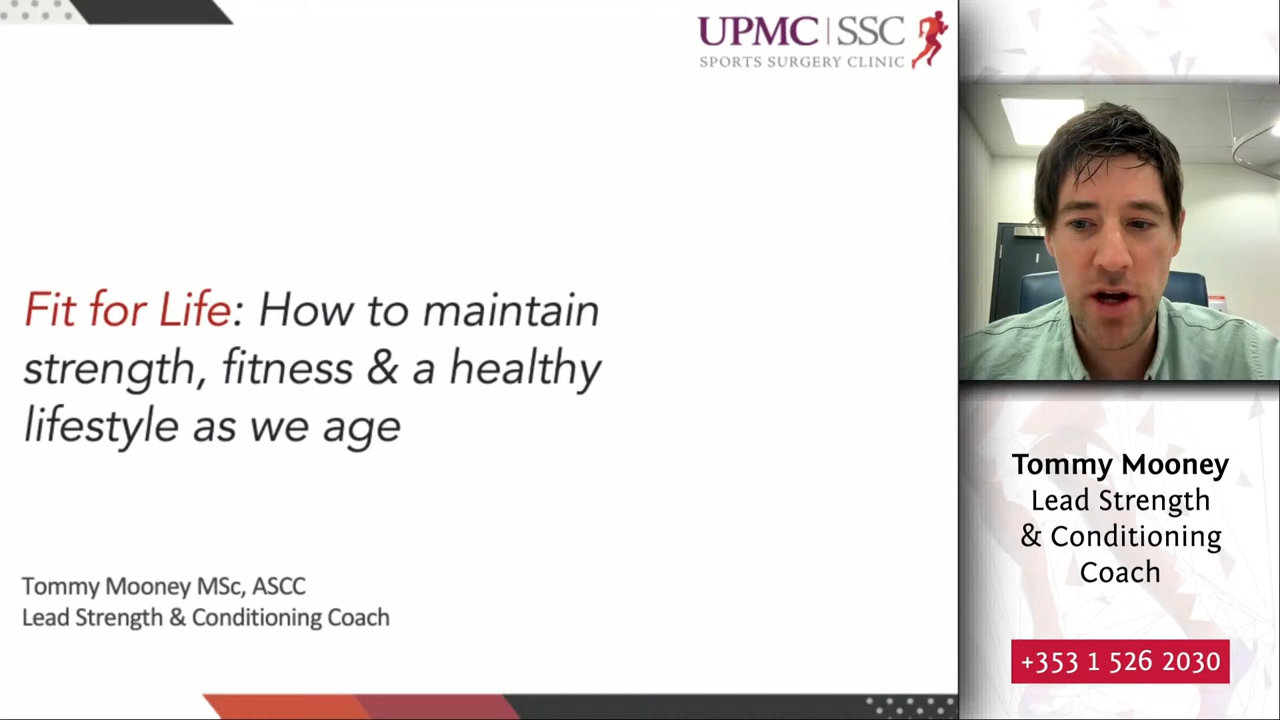 UPMC | SSC
SPORTS SURGERY CLINIC
Fit for Life: How to maintain
strength, fitness & a healthy
lifestyle as we age
Tommy Mooney MSc, ASCC
Lead Strength & Conditioning Coach
Tommy Mooney
Lead Strength
& Conditioning
Coach
+353 1 526 2030